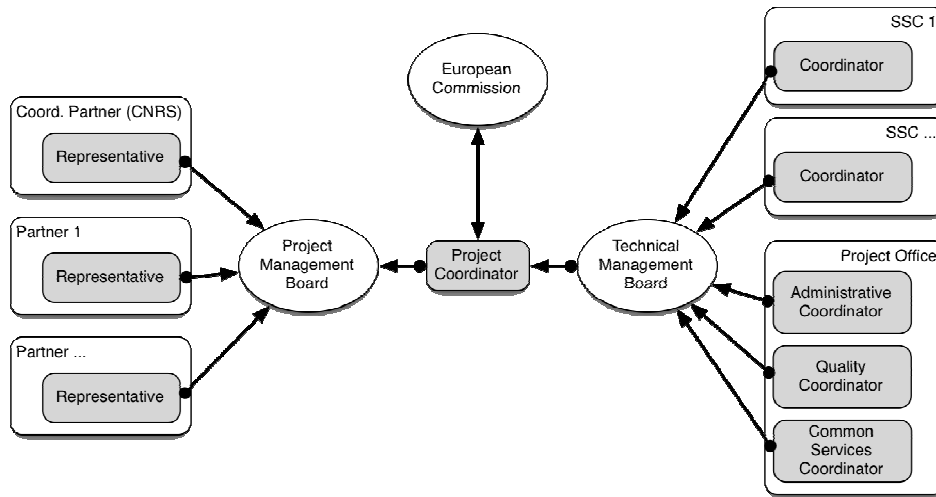 Coord. Partner (CNRS)
Representative
Partner 1
Representative
Partner ...
Representative
Project
Management
Board
European
Commission
Project
Coordinator
Technical
Management
Board
SSC 1
Coordinator
SSC ...
Coordinator
Project Office
Administrative
Coordinator
Quality
Coordinator
Common
Services
Coordinator